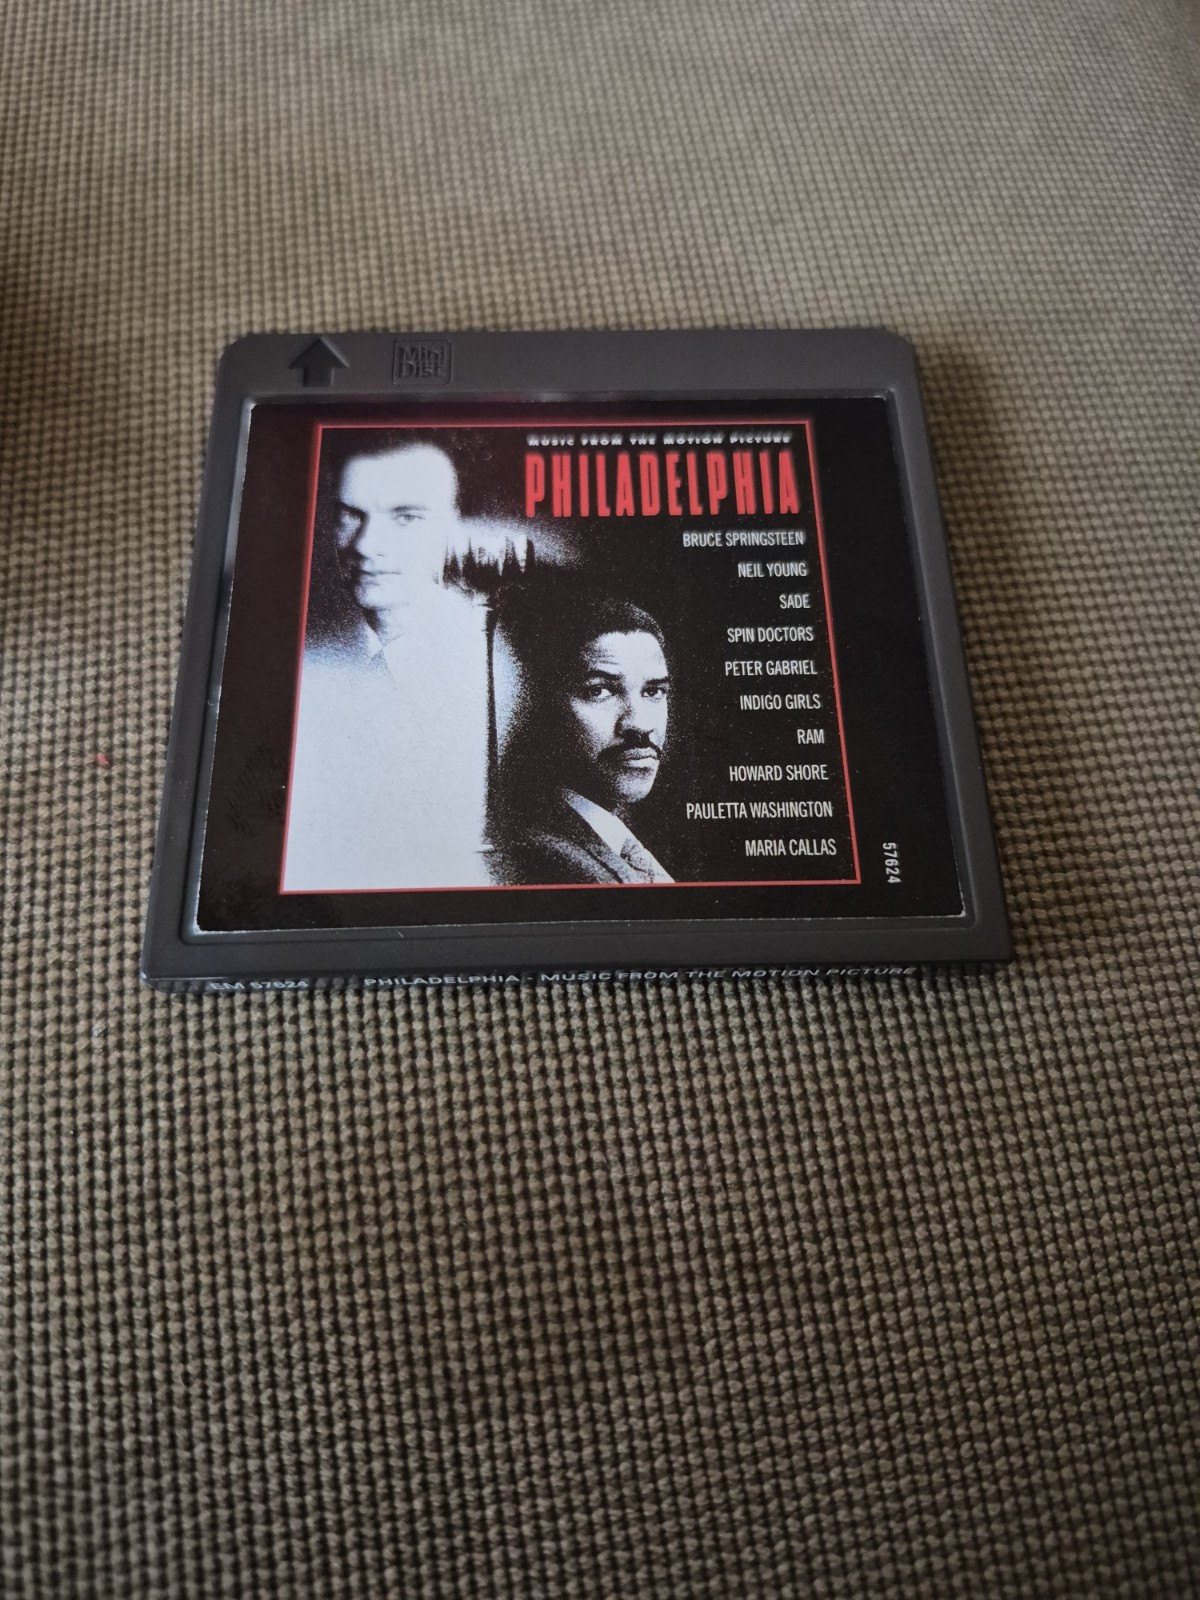 Mini
Disc
MUSIC FROM THE MOTION PICTURE
PHILADELPHIA
BRUCE SPRINGSTEEN
NEIL YOUNG
SADE
SPIN DOCTORS
PETER GABRIEL
INDIGO GIRLS
RAM
HOWARD SHORE
PAULETTA WASHINGTON
MARIA CALLAS
57624
EM 57624 PHILADELPHIA - MUSIC FROM THE MOTION PICTURE